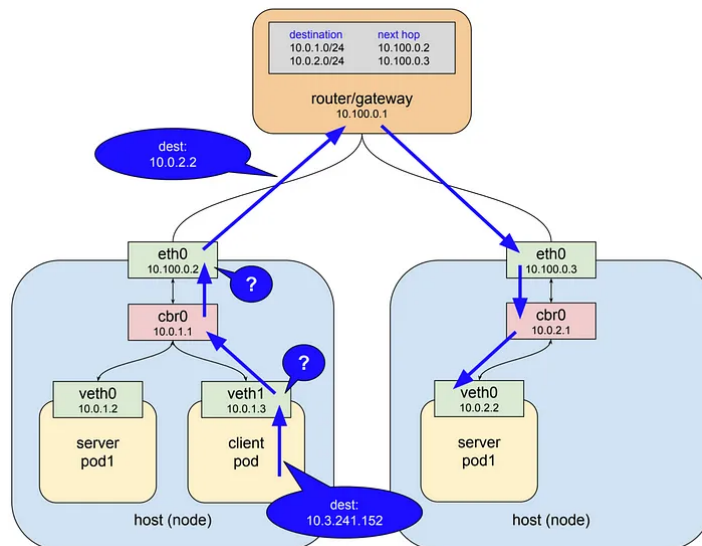 destination next hop
10.0.1.0/24 10.100.0.2
10.0.2.0/24 10.100.0.3
router/gateway
10.100.0.1
dest:
10.0.2.2
eth0
10.100.0.2
?
cbr0
10.0.1.1
?
veth0
10.0.1.2
veth1
10.0.1.3
server
pod1
client
pod
dest:
10.3.241.152
host (node)
eth0
10.100.0.3
cbr0
10.0.2.1
veth0
10.0.2.2
server
pod1
host (node)